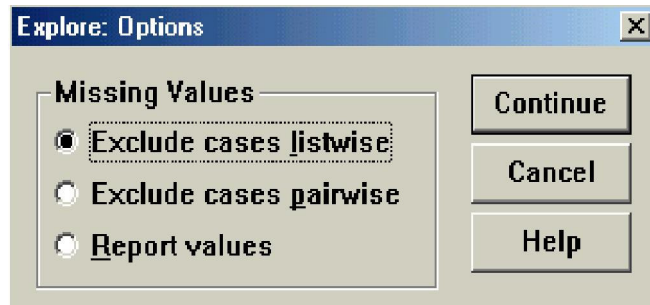 Explore: Options
Missing Values
Exclude cases listwise
Exclude cases pairwise
Report values
Continue
Cancel
Help